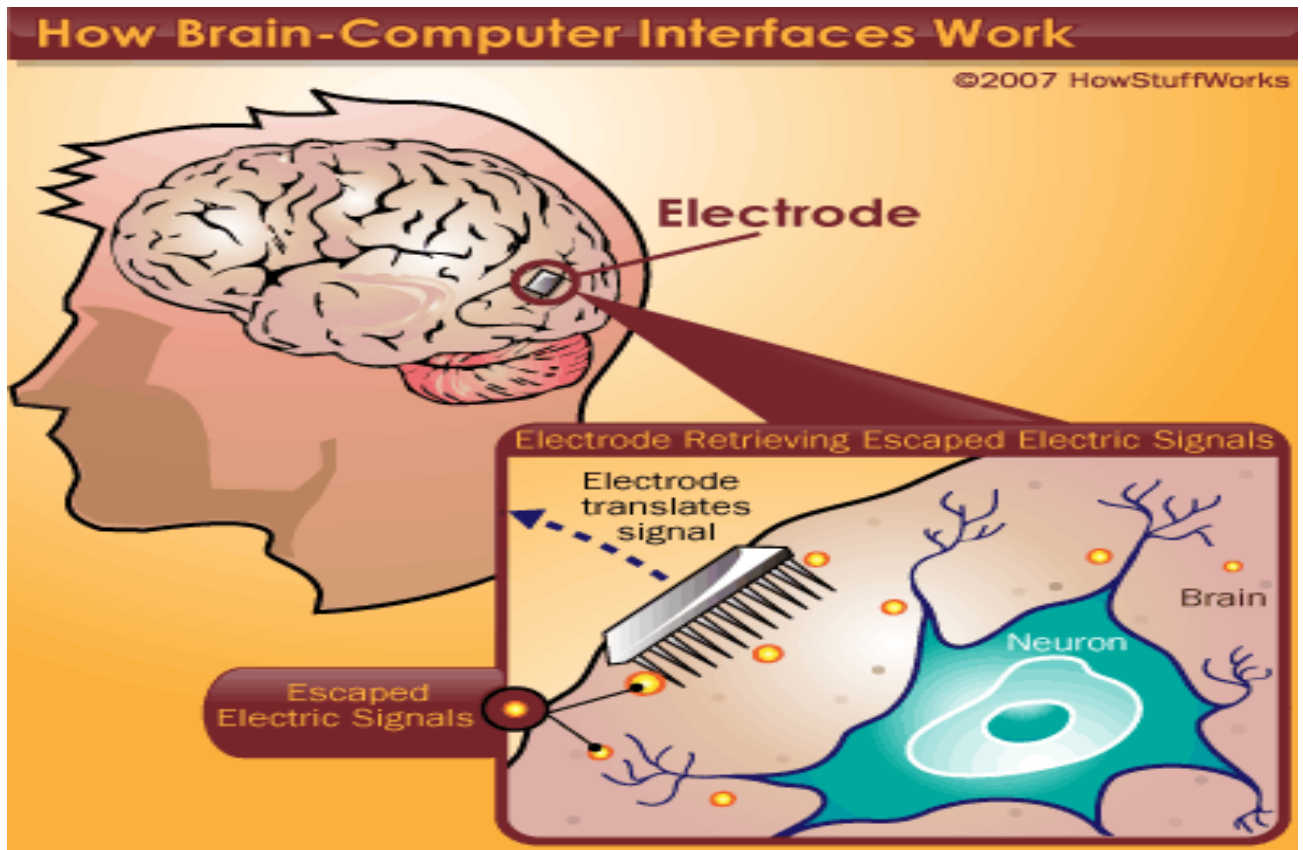 How Brain-Computer Interfaces Work
©2007 HowStuffWorks
Electrode
Electrode Retrieving Escaped Electric Signals
Electrode
translates
signal
Brain
Neuron
Escaped
Electric Signals